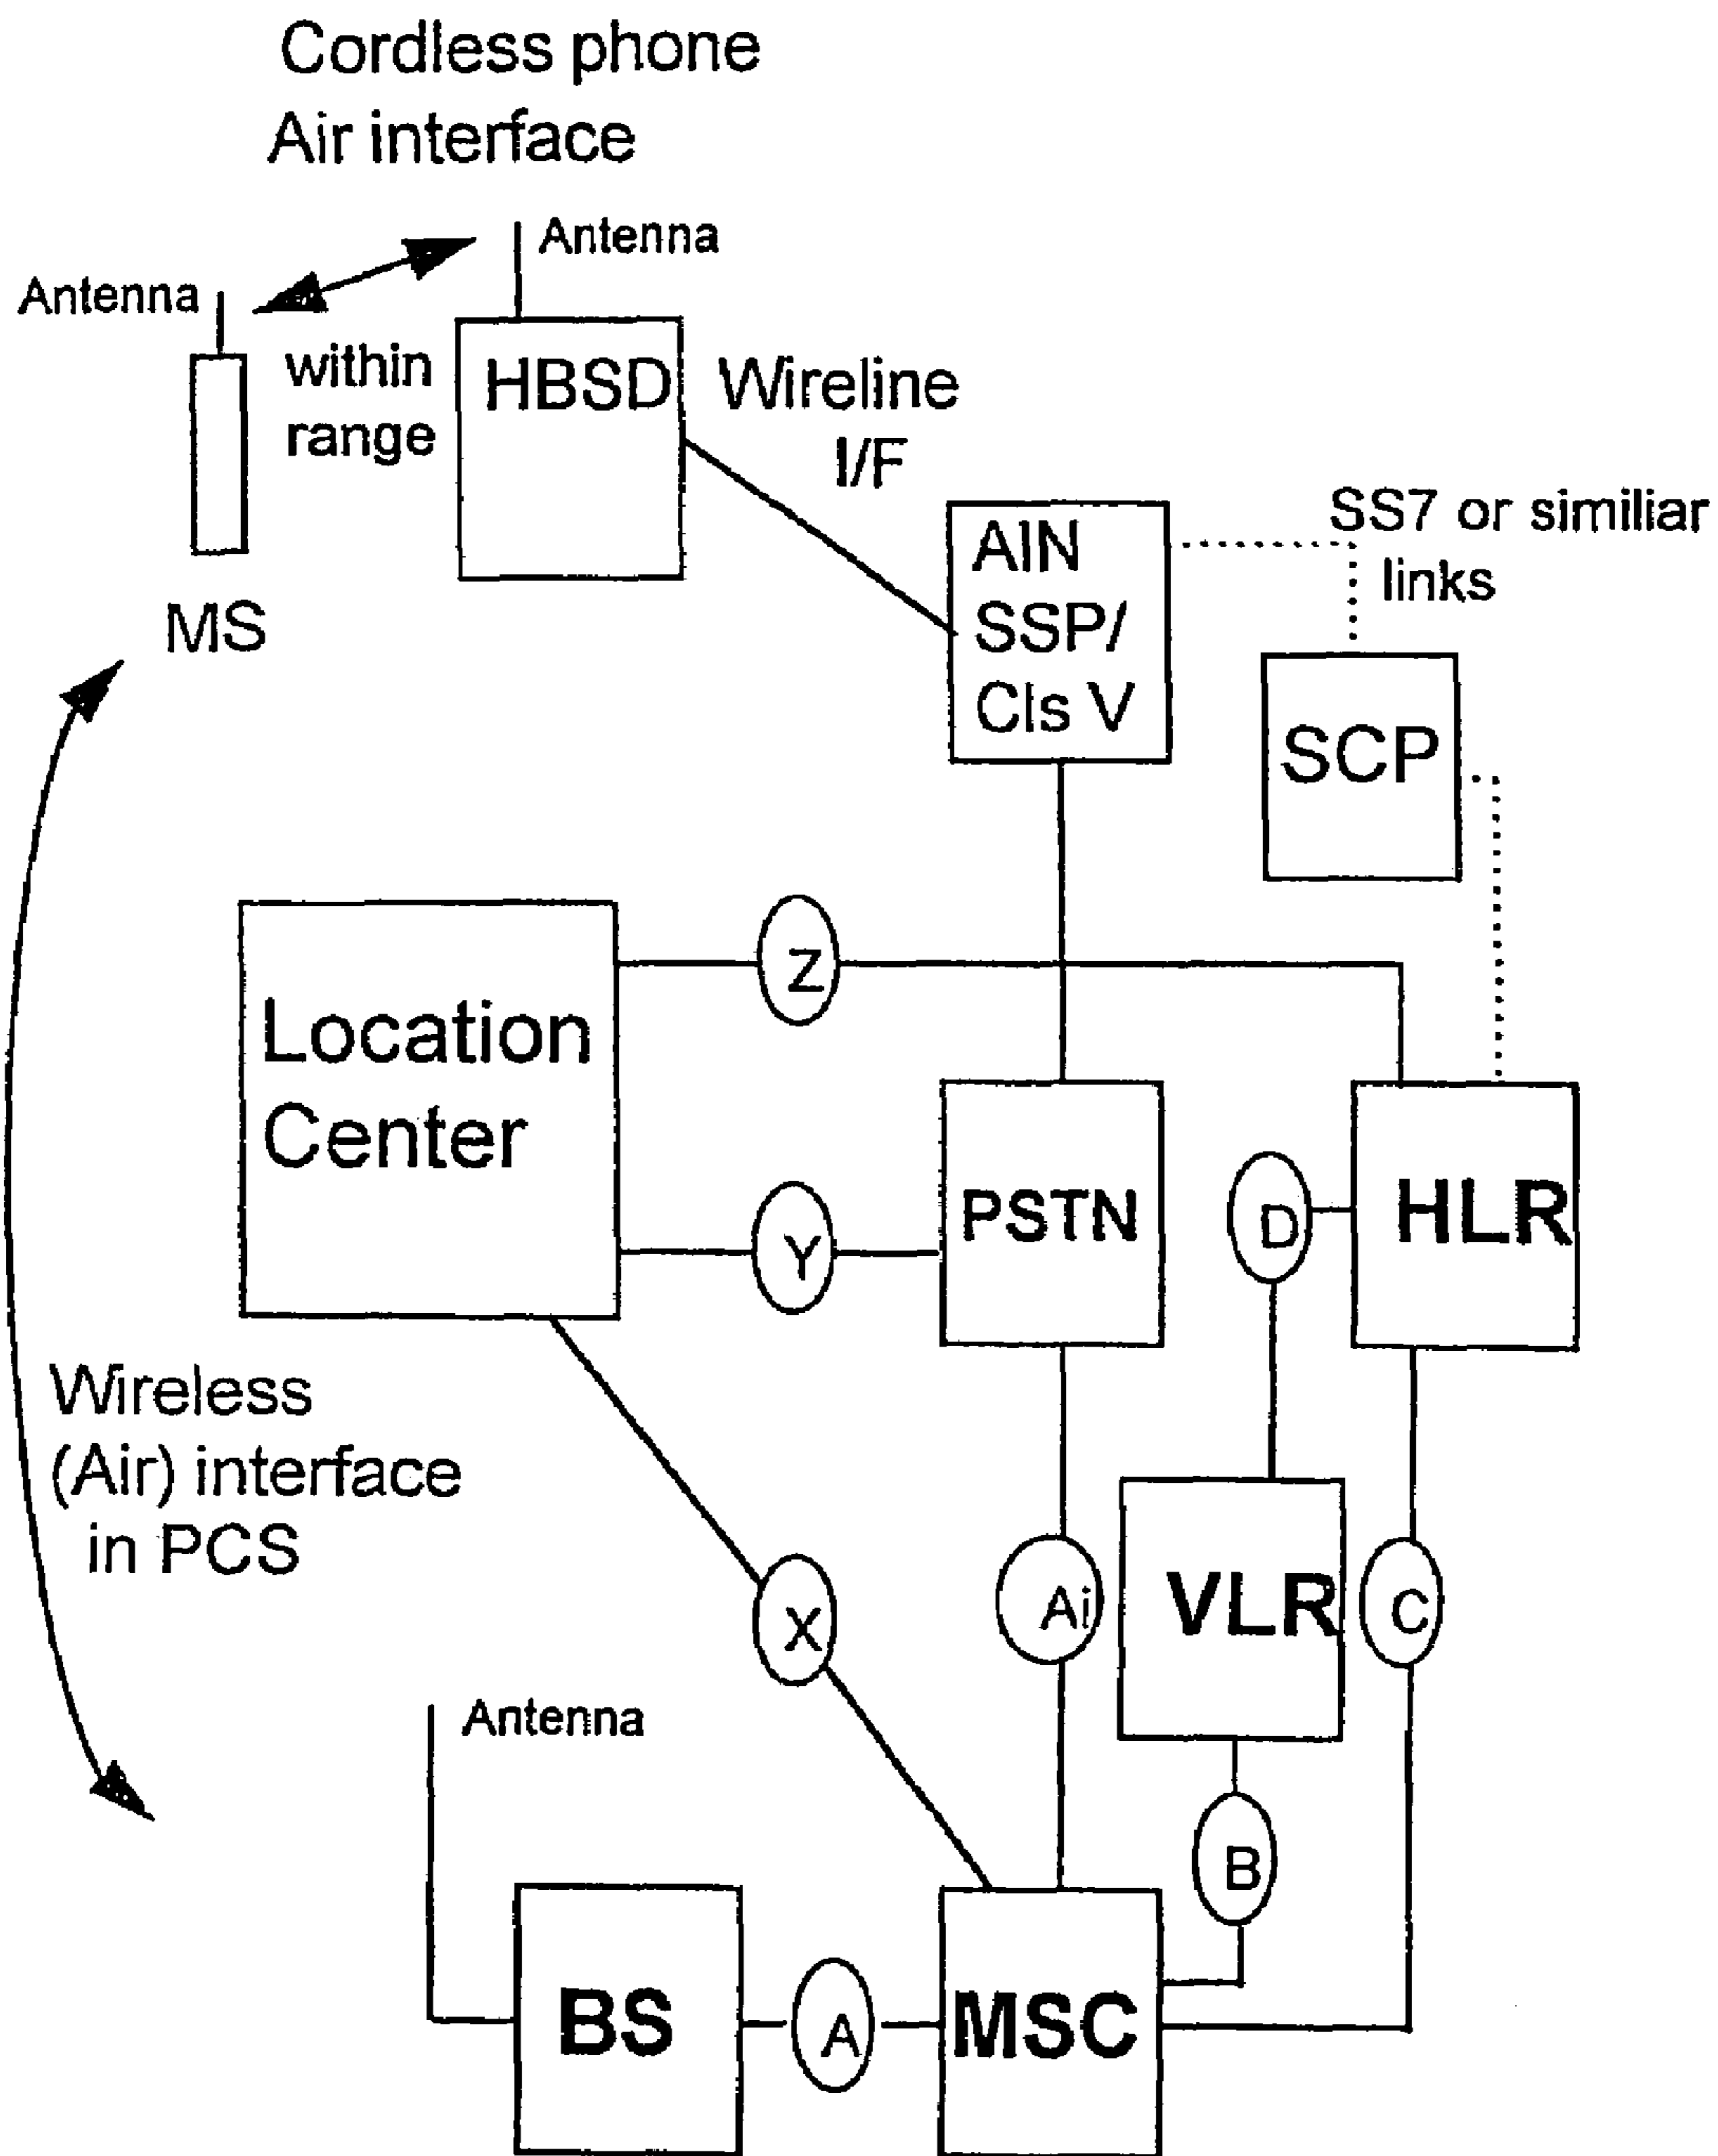 Cordless phone
Air interface
Antenna
Antenna
within
range
HBSD
Wireline
I/F
MS
AIN
SSP/
Cls V
SS7 or similiar
links
SCP
Location
Center
Z
Y
PSTN
D
HLR
Wireless
(Air) interface
in PCS
X
Ai
VLR
C
Antenna
B
BS
A
MSC